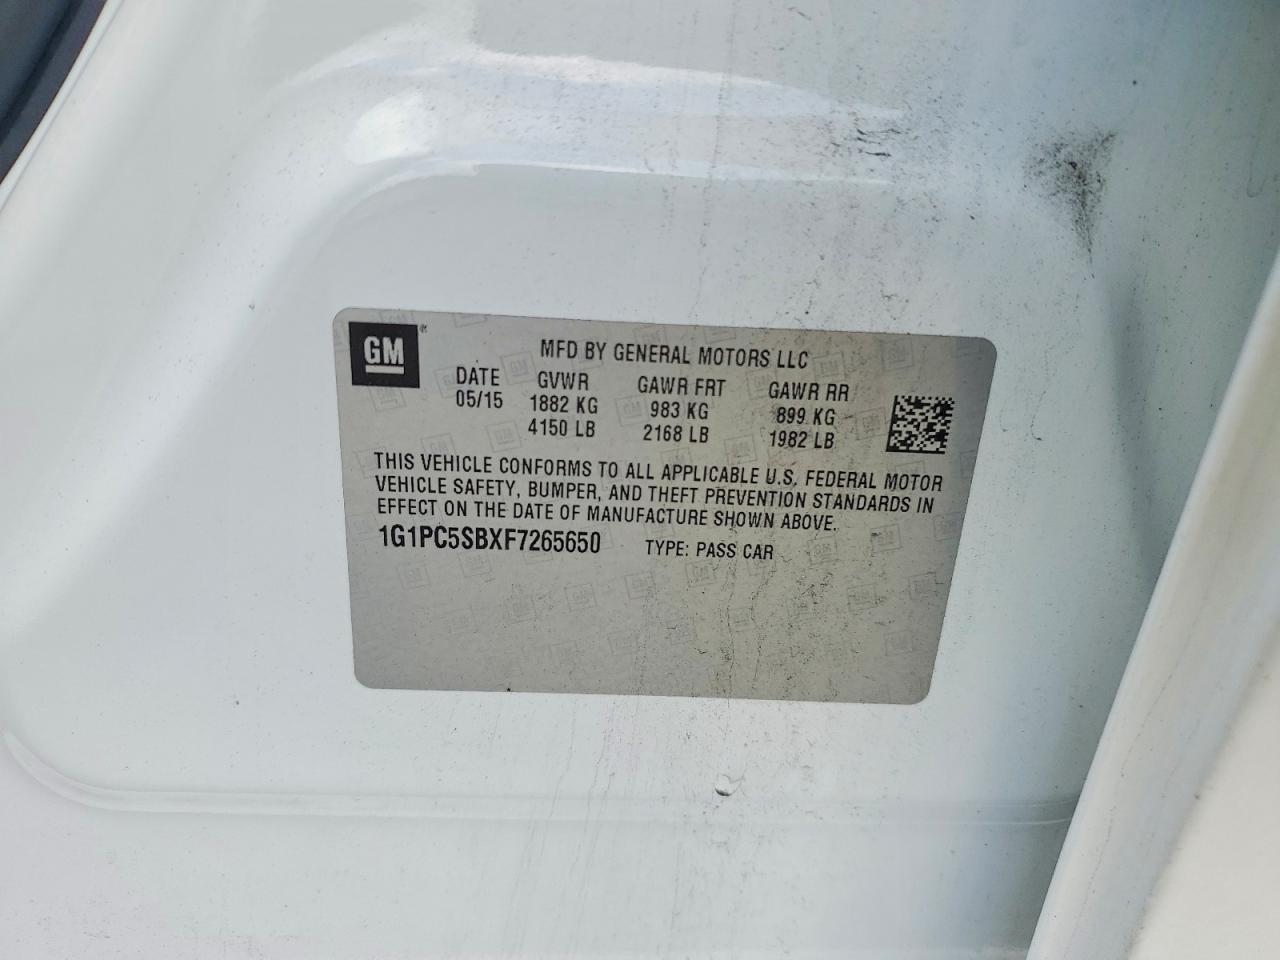 GM
MFD BY GENERAL MOTORS LLC
DATE GVWR GAWR FRT GAWR RR
05/15 1882 KG 983 KG 899 KG
4150 LB 2168 LB 1982 LB
THIS VEHICLE CONFORMS TO ALL APPLICABLE U.S. FEDERAL MOTOR
VEHICLE SAFETY, BUMPER, AND THEFT PREVENTION STANDARDS IN
EFFECT ON THE DATE OF MANUFACTURE SHOWN ABOVE.
1G1PC5SBXF7265650 TYPE: PASS CAR